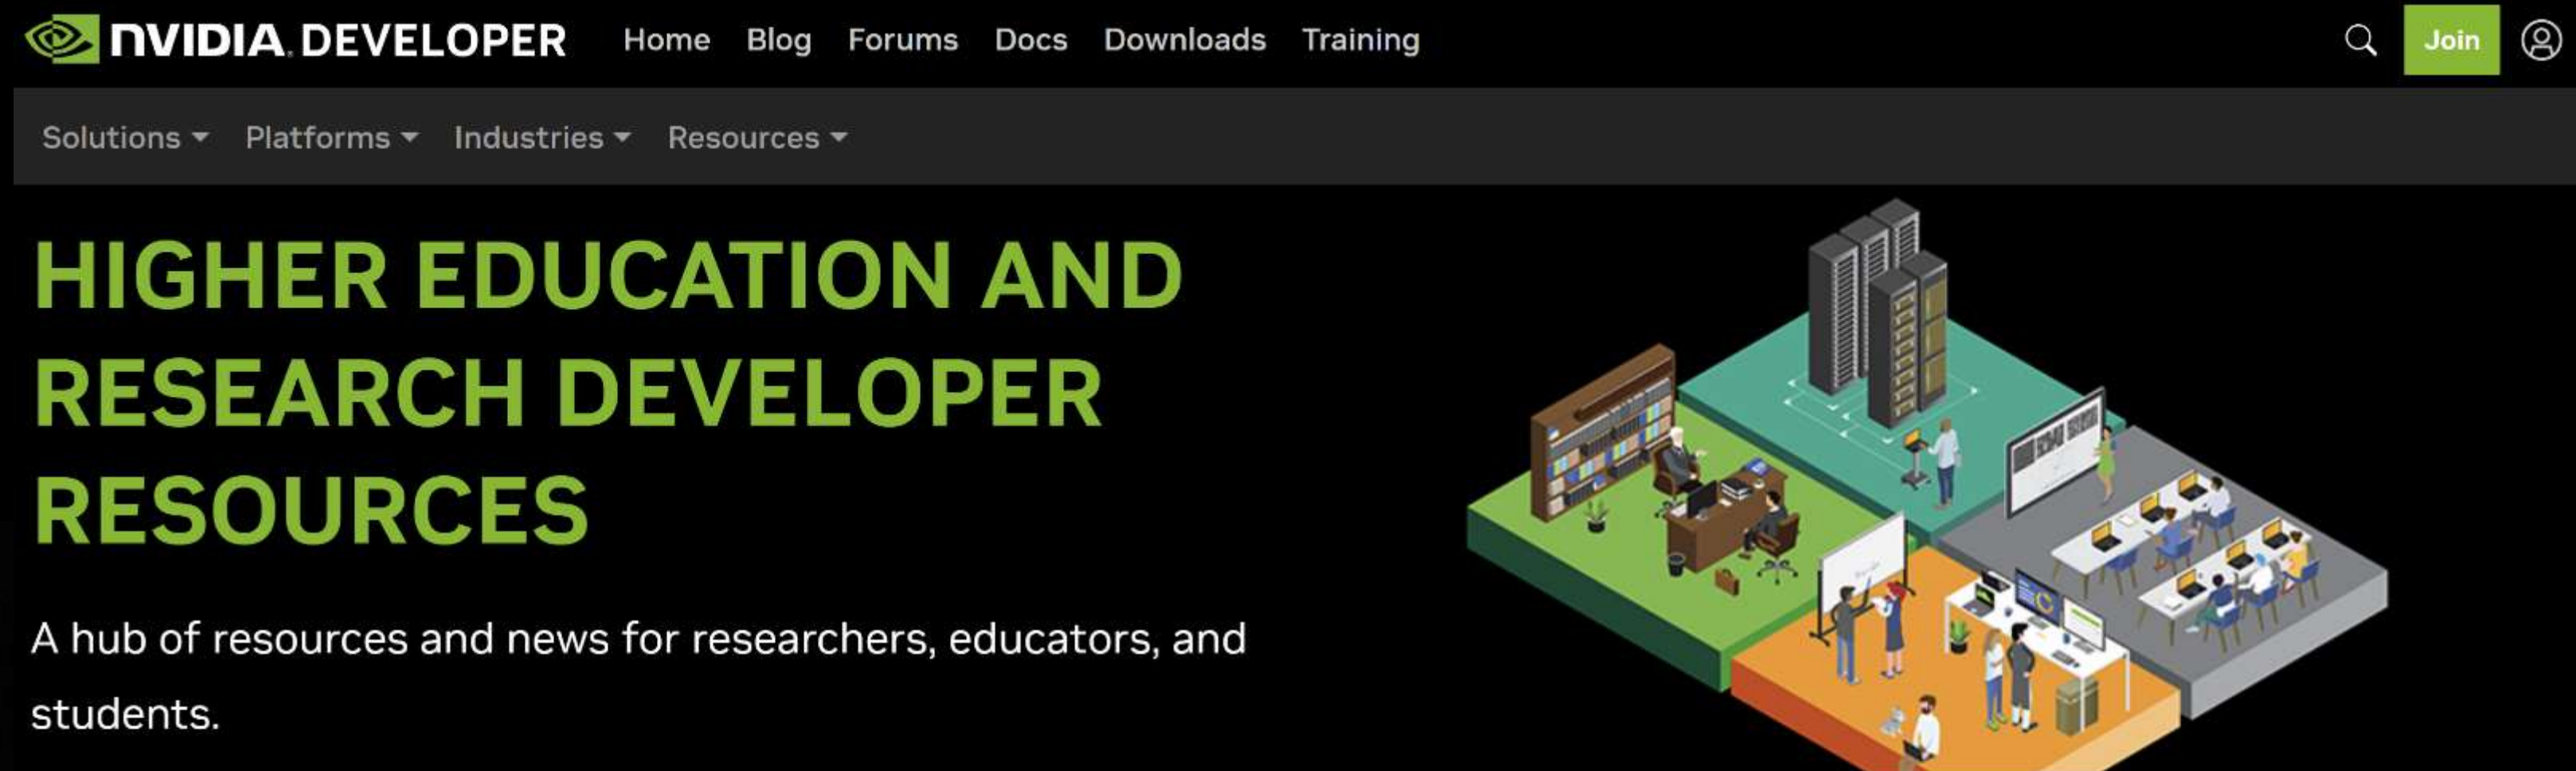 NVIDIA. DEVELOPER Home Blog Forums Docs Downloads Training Join
Solutions Platforms Industries Resources
HIGHER EDUCATION AND
RESEARCH DEVELOPER
RESOURCES
A hub of resources and news for researchers, educators, and
students.